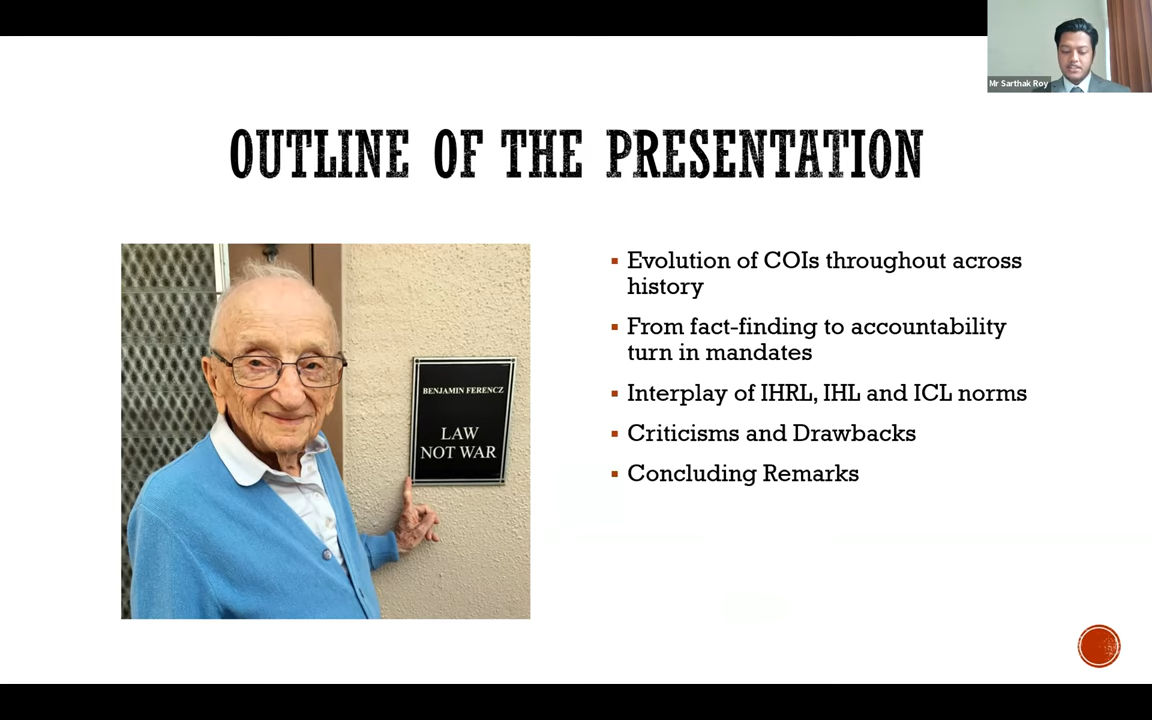 Mr Sarthak Roy
OUTLINE OF THE PRESENTATION
BENJAMIN FERENCZ
LAW
NOT WAR
Evolution of COIs throughout across
history
From fact-finding to accountability
turn in mandates
Interplay of IHRL, IHL and ICL norms
Criticisms and Drawbacks
Concluding Remarks